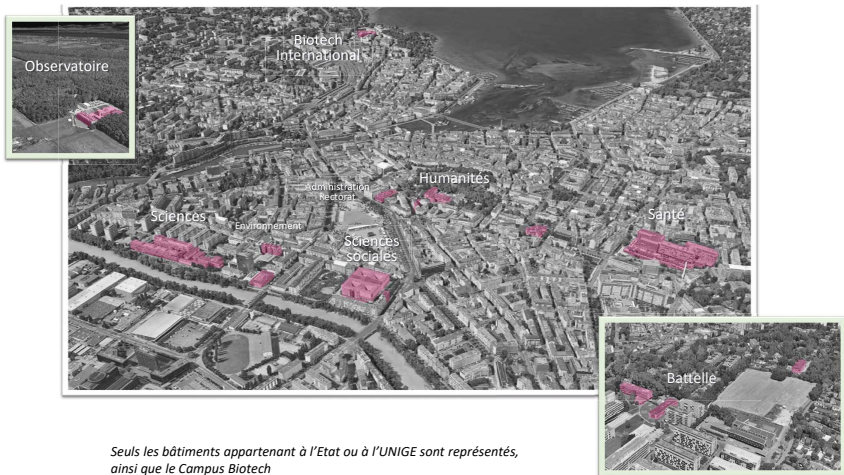 Observatoire
Biotech
International
Humanités
Administration
Rectorat
Sciences
Environnement
Sciences
sociales
Santé
Battelle
Seuls les bâtiments appartenant à l'Etat ou à l'UNIGE sont représentés,
ainsi que le Campus Biotech